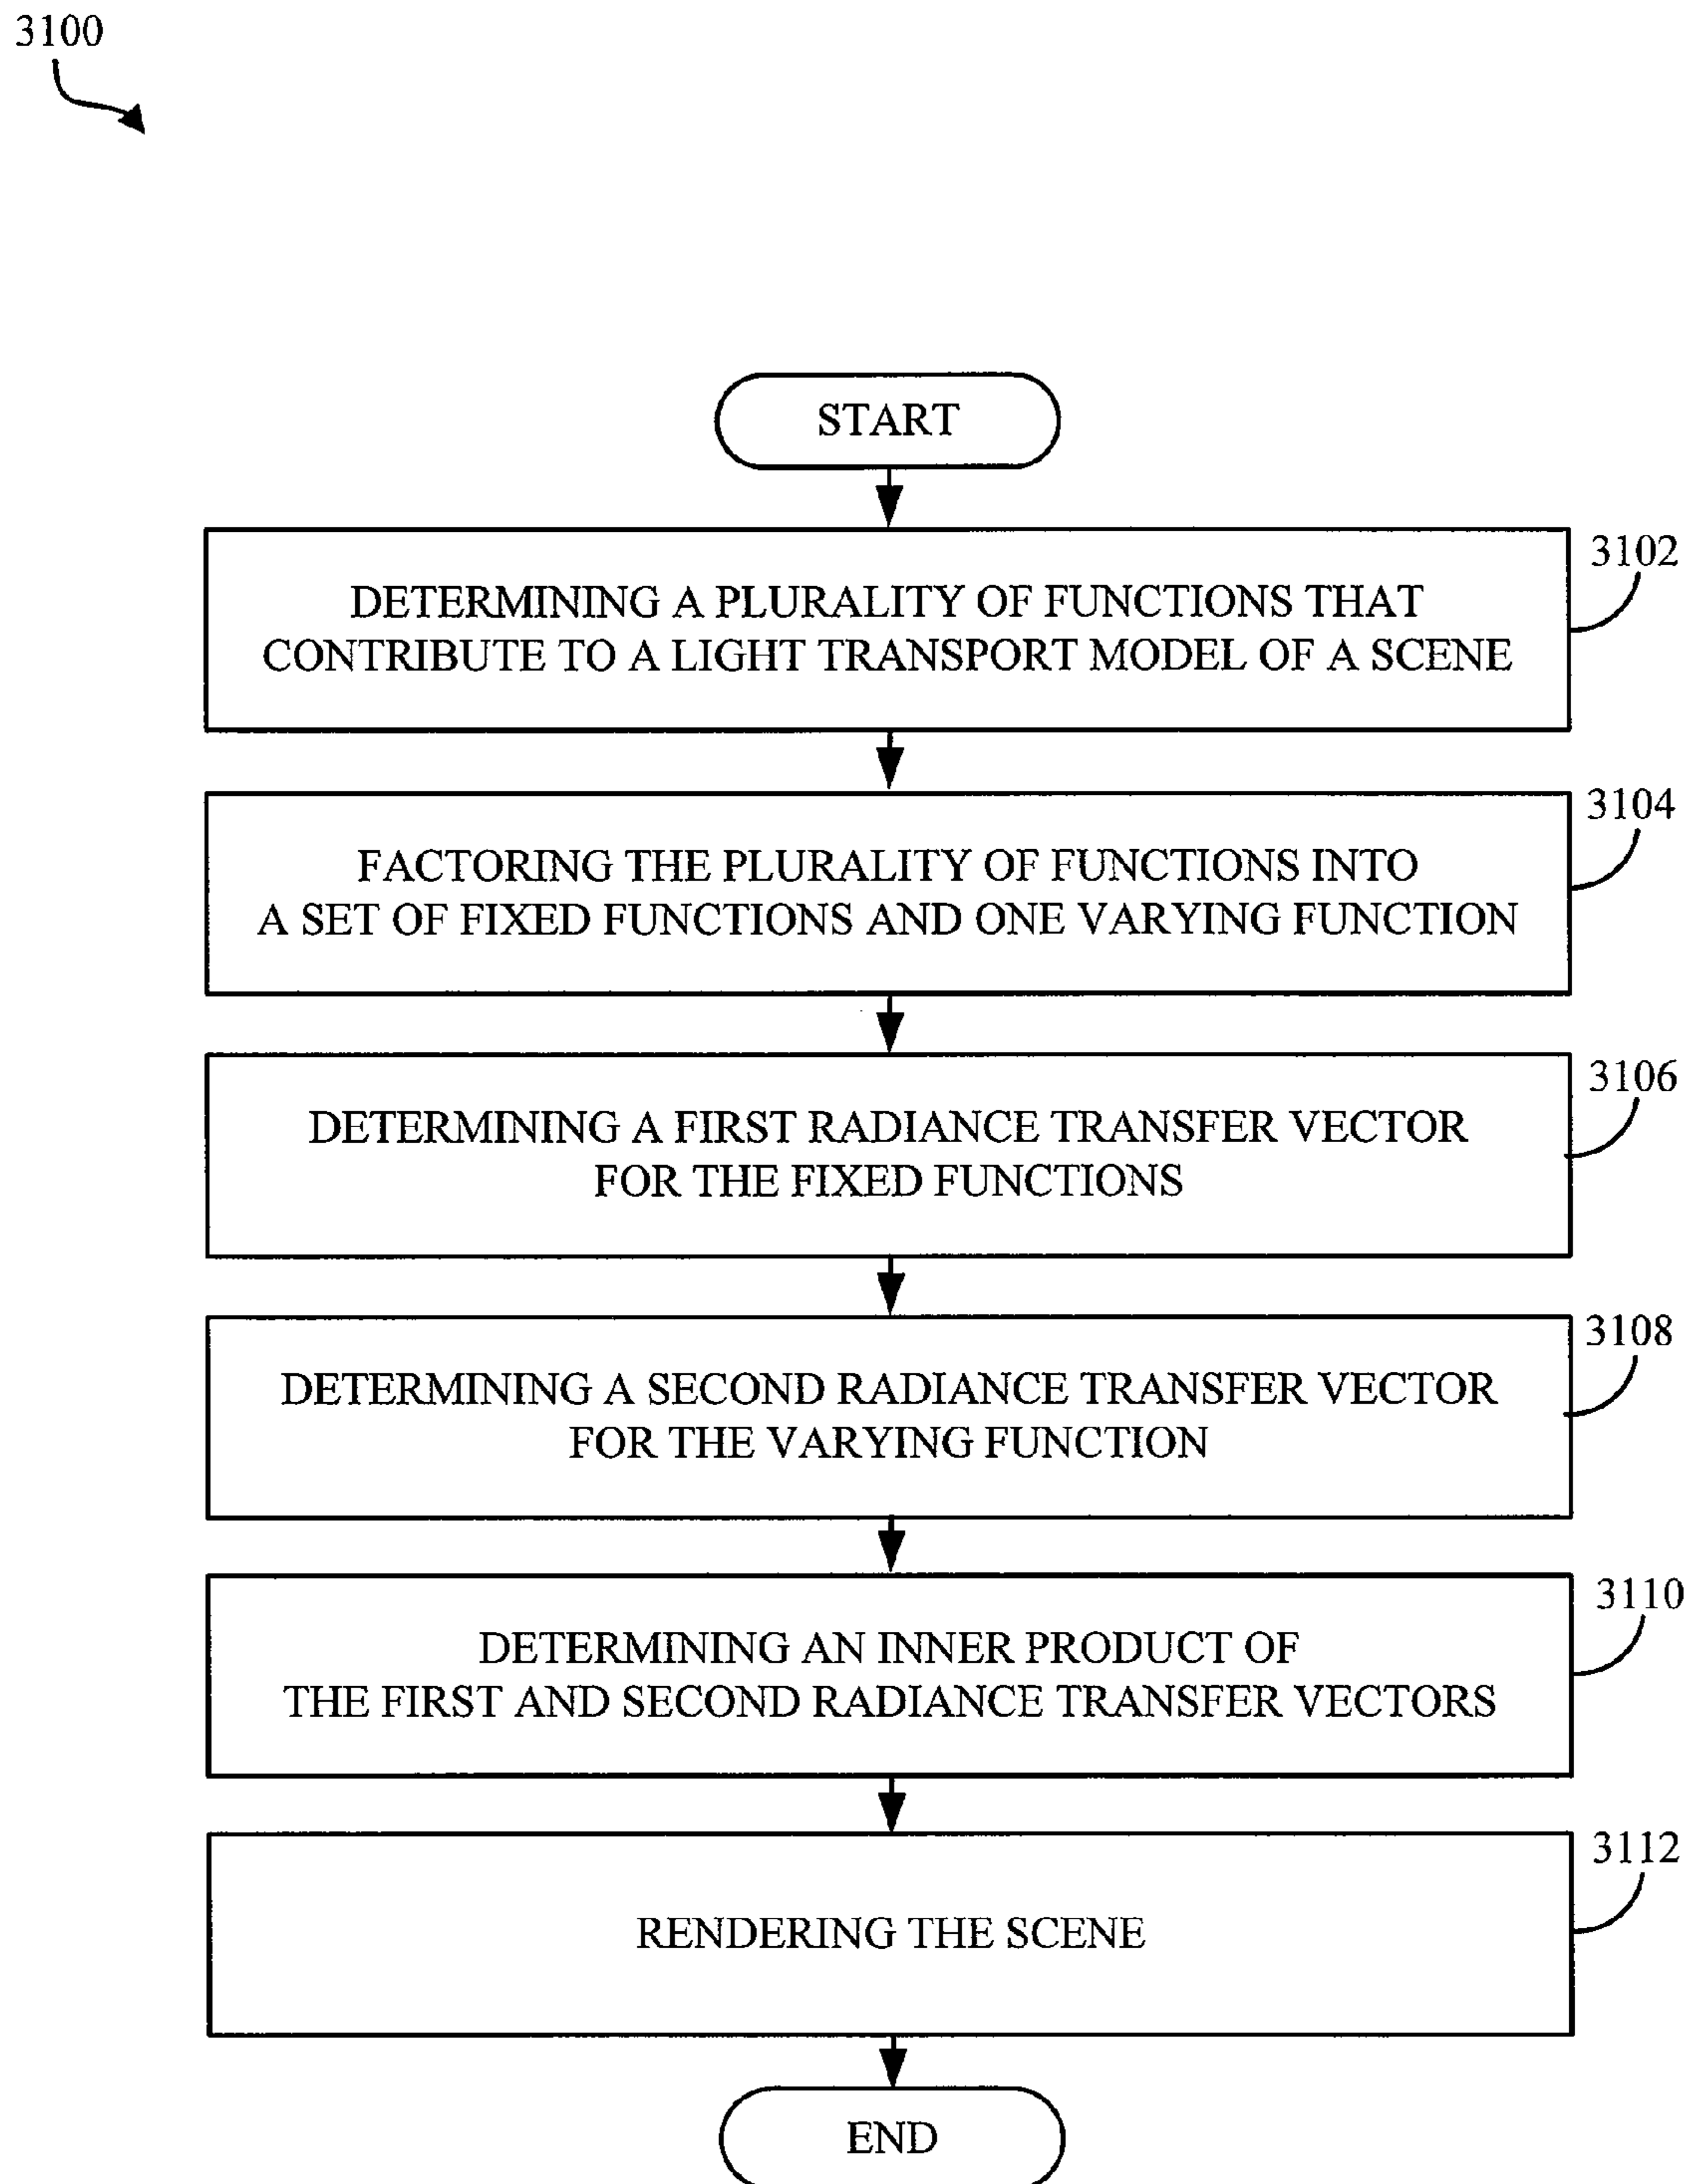 3100
START
3102
DETERMINING A PLURALITY OF FUNCTIONS THAT
CONTRIBUTE TO A LIGHT TRANSPORT MODEL OF A SCENE
3104
FACTORING THE PLURALITY OF FUNCTIONS INTO
A SET OF FIXED FUNCTIONS AND ONE VARYING FUNCTION
3106
DETERMINING A FIRST RADIANCE TRANSFER VECTOR
FOR THE FIXED FUNCTIONS
3108
DETERMINING A SECOND RADIANCE TRANSFER VECTOR
FOR THE VARYING FUNCTION
3110
DETERMINING AN INNER PRODUCT OF
THE FIRST AND SECOND RADIANCE TRANSFER VECTORS
3112
RENDERING THE SCENE
END